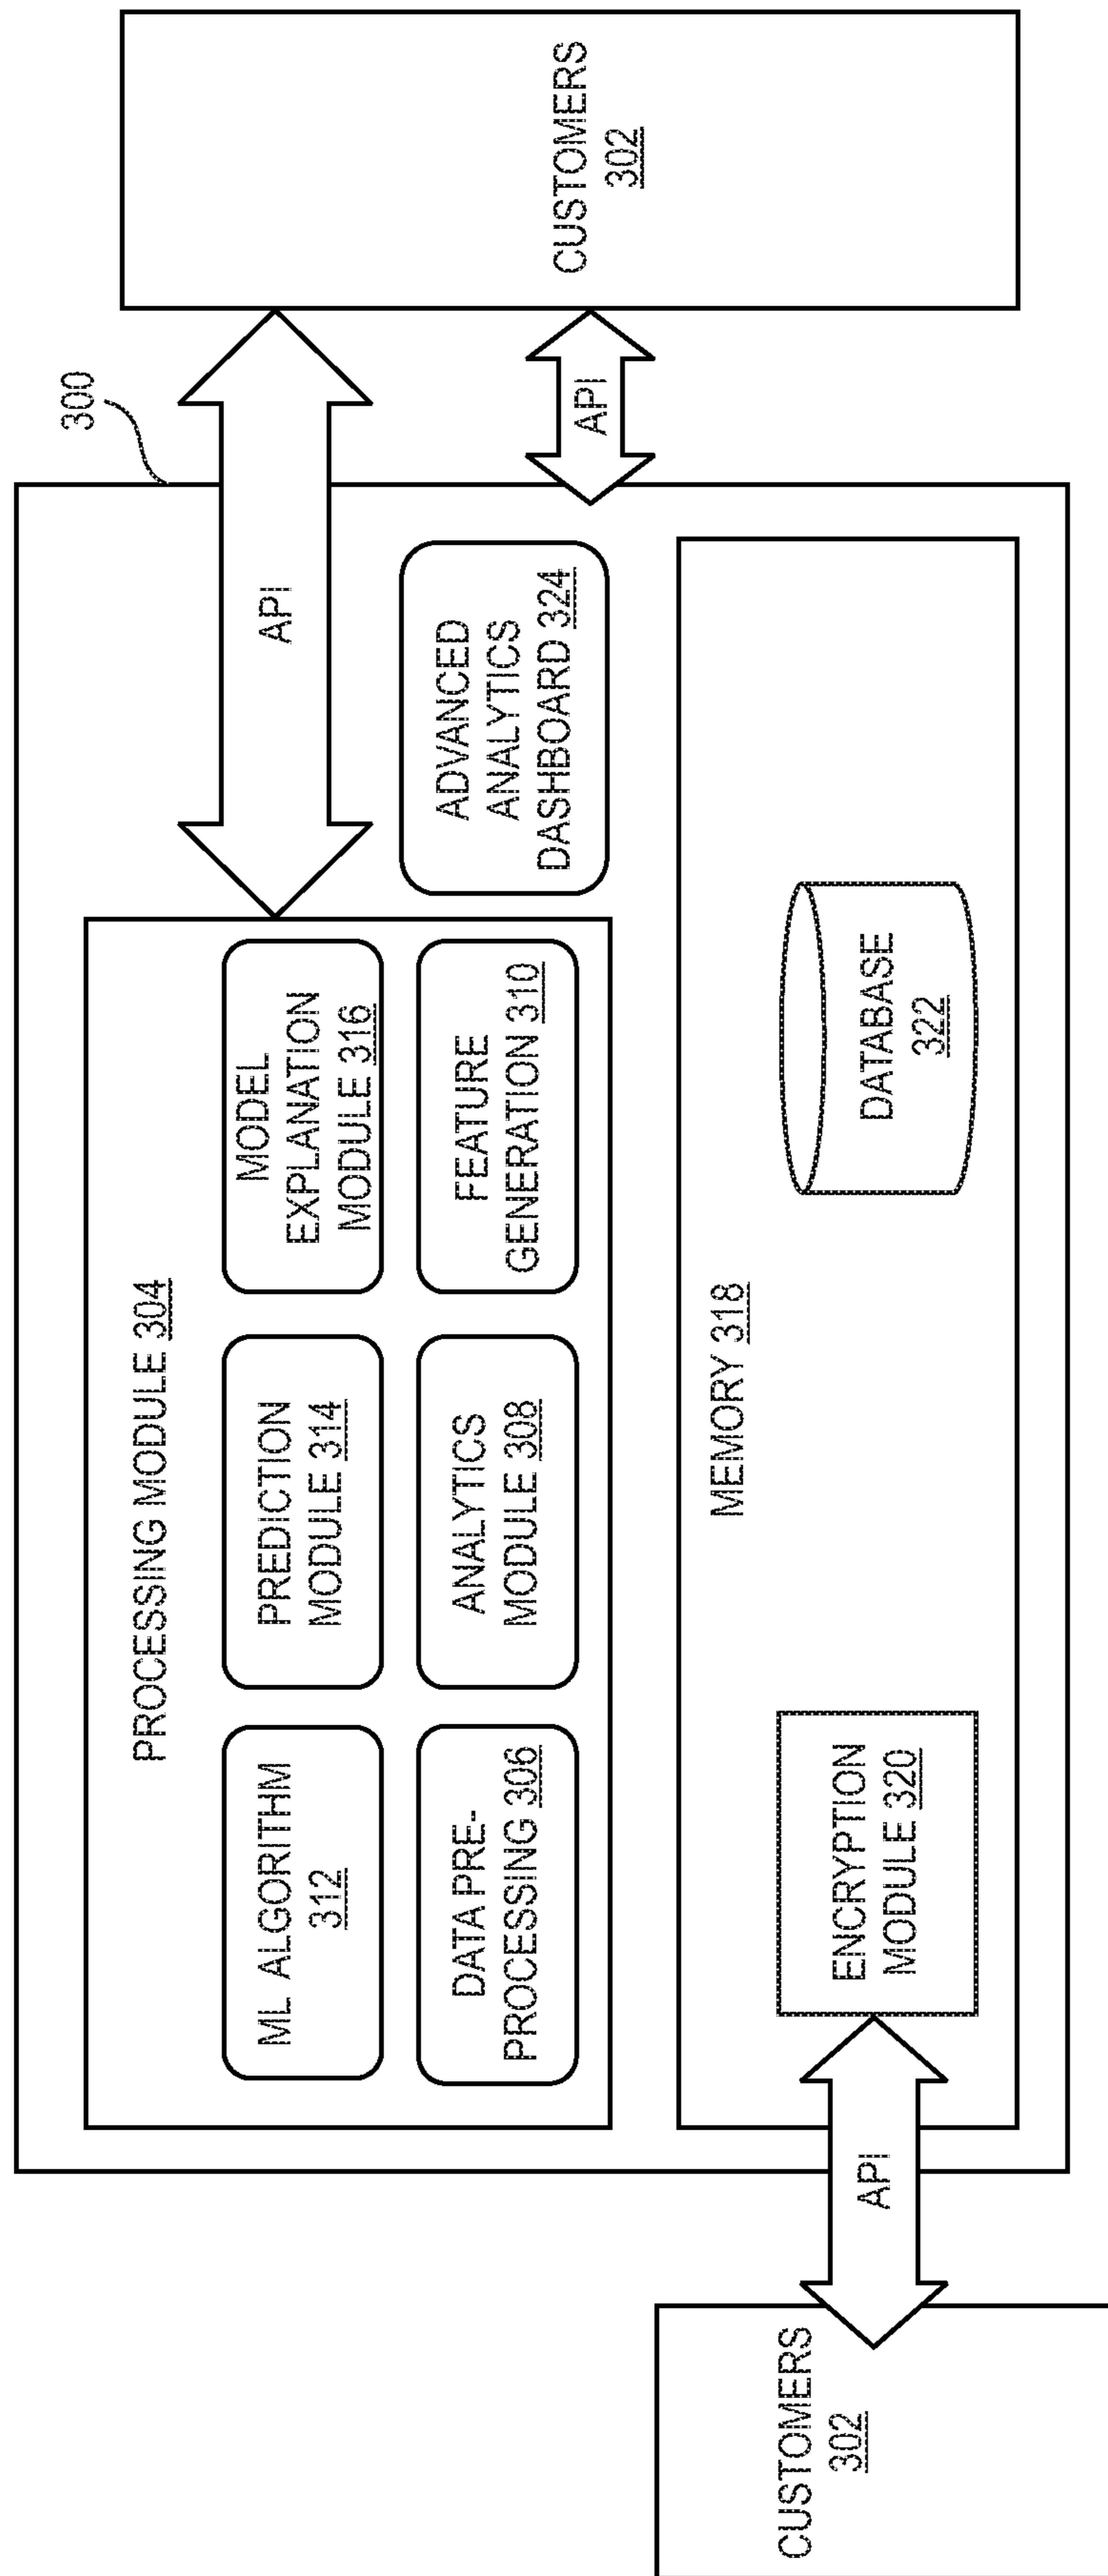 300
PROCESSING MODULE 304
ML ALGORITHM
312
PREDICTION
MODULE 314
MODEL
EXPLANATION
MODULE 316
DATA PRE-
PROCESSING 306
ANALYTICS
MODULE 308
FEATURE
GENERATION 310
API
ADVANCED
ANALYTICS
DASHBOARD 324
API
CUSTOMERS
302
MEMORY 318
ENCRYPTION
MODULE 320
DATABASE
322
API
CUSTOMERS
302